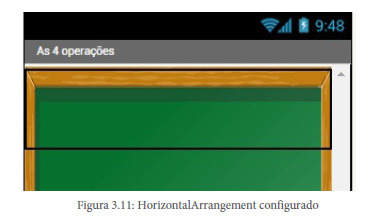 9:48
As 4 operações
Figura 3.11: HorizontalArrangement configurado